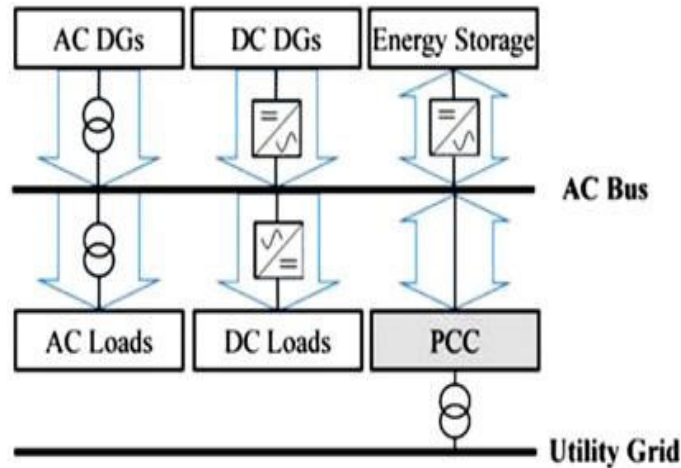 AC DGs
DC DGs
Energy Storage
AC Bus
AC Loads
DC Loads
PCC
Utility Grid